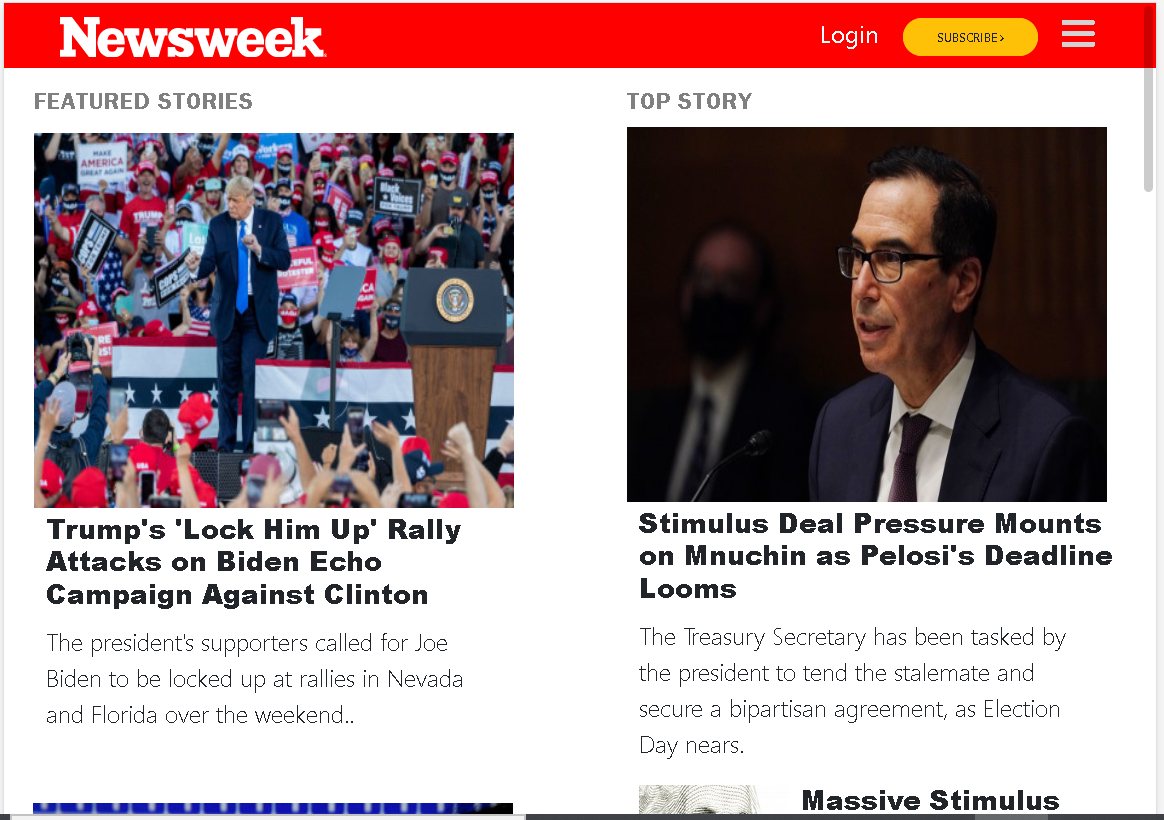 Newsweek
Login
SUBSCRIBE ›
FEATURED STORIES
MAKE
AMERICA
GREAT AGAIN
TRUMP
Black
Voices
FOR TRUMP
Trump's 'Lock Him Up' Rally
Attacks on Biden Echo
Campaign Against Clinton
The president's supporters called for Joe
Biden to be locked up at rallies in Nevada
and Florida over the weekend..
TOP STORY
Stimulus Deal Pressure Mounts
on Mnuchin as Pelosi's Deadline
Looms
The Treasury Secretary has been tasked by
the president to tend the stalemate and
secure a bipartisan agreement, as Election
Day nears.
Massive Stimulus